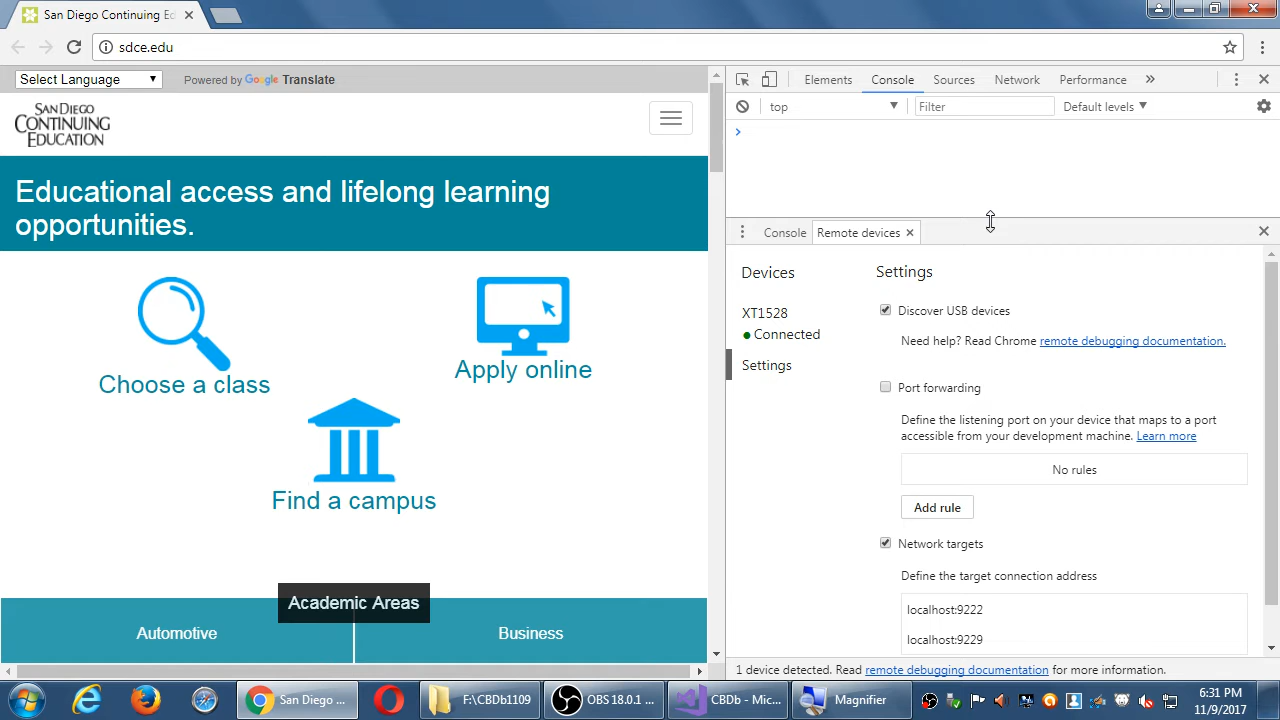 San Diego Continuing Ed
sdce.edu
Select Language
Powered by Google Translate
SAN DIEGO
CONTINUING
EDUCATION
Educational access and lifelong learning
opportunities.
Choose a class
Apply online
Find a campus
Academic Areas
Automotive
Business
Elements Console Sources Network Performance »
top
Filter
Default levels
Console Remote devices
Devices
XT1528
Connected
Settings
Settings
Discover USB devices
Need help? Read Chrome remote debugging documentation.
Port forwarding
Define the listening port on your device that maps to a port
accessible from your development machine. Learn more
No rules
Add rule
Network targets
Define the target connection address
localhost:9222
localhost:9229
1 device detected. Read remote debugging documentation for more information.
San Diego ...
F:\CBDb1109
OBS 18.0.1 ...
CBDb - Mic...
Magnifier
6:31 PM
11/9/2017